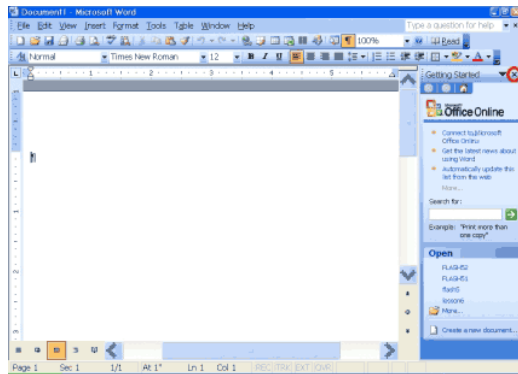 Document1 - Microsoft Word
File Edit View Insert Format Tools Table Window Help Type a question for help
100% Read
Normal Times New Roman 12 B I U
Getting Started
Microsoft
Office Online
Connect to Microsoft
Office Online
Get the latest news about
using Word
Automatically update this
list from the web
More...
Search for:
Example: "Print more than
one copy"
Open
FLASH52
FLASH51
flash5
lessone
More...
Create a new document...
Page 1 Sec 1 1/1 At 1" Ln 1 Col 1 REC TRK EXT OVR